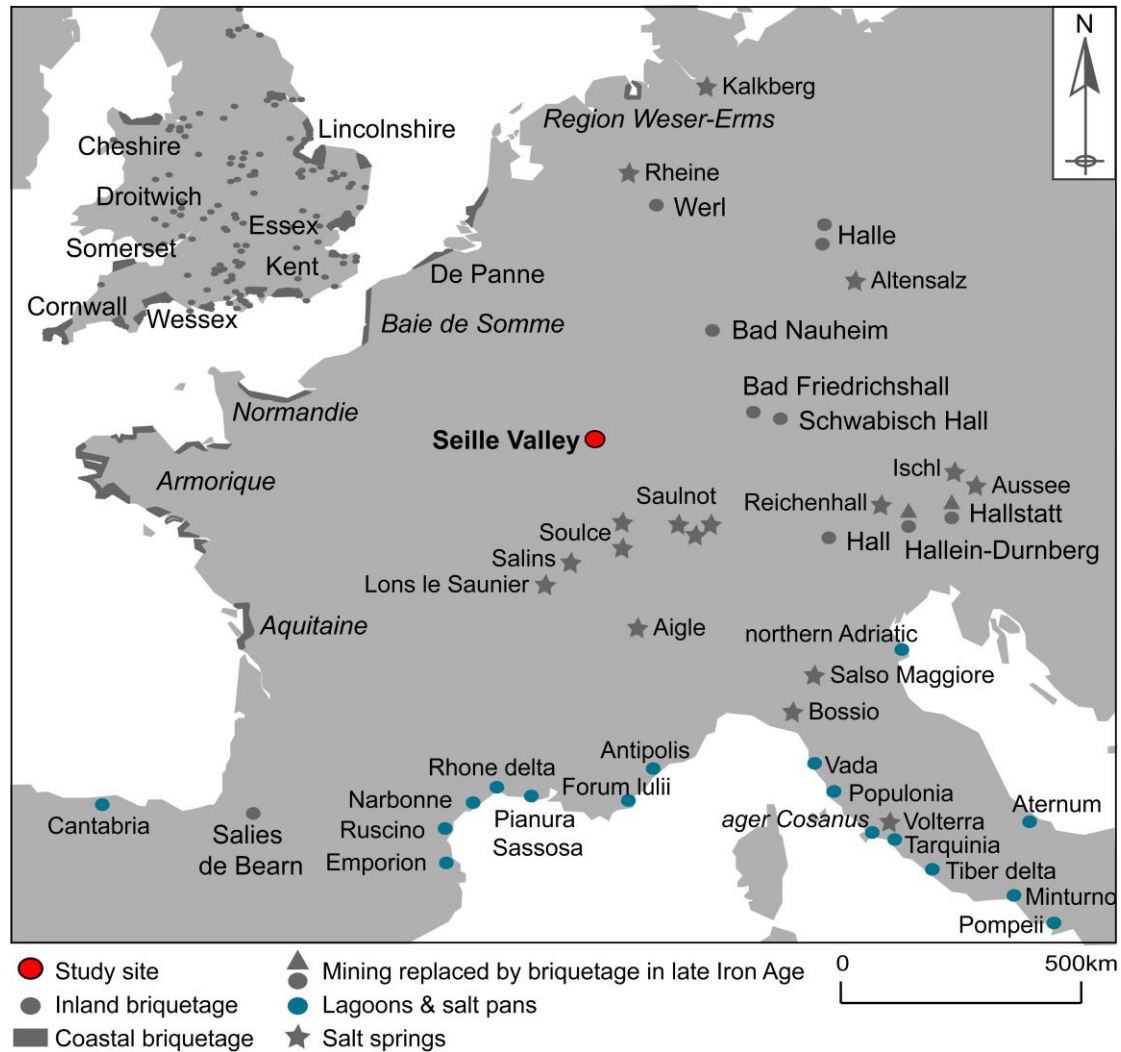 N
Kalkberg
Region Weser-Erms
Lincolnshire
Cheshire
Rheine
Droitwich
Werl
Essex
Halle
Somerset
Kent
De Panne
Altensalz
Cornwall
Wessex
Baie de Somme
Bad Nauheim
Normandie
Bad Friedrichshall
Schwabisch Hall
Seille Valley
Armorique
Ischl
Aussee
Saulnot
Reichenhall
Hallstatt
Soulce
Hall
Hallein-Durnberg
Salins
Lons le Saunier
Aquitaine
Aigle
northern Adriatic
Salso Maggiore
Bossio
Antipolis
Rhone delta
Vada
Forum Iulii
Narbonne
Populonia
Cantabria
Salies
de Bearn
Ruscino
Pianura
Sassosa
ager Cosanus
Volterra
Aternum
Tarquinia
Emporion
Tiber delta
Minturno
Pompeii
Study site
Inland briquetage
Coastal briquetage
Mining replaced by briquetage in late Iron Age
Lagoons & salt pans
Salt springs
0
500km